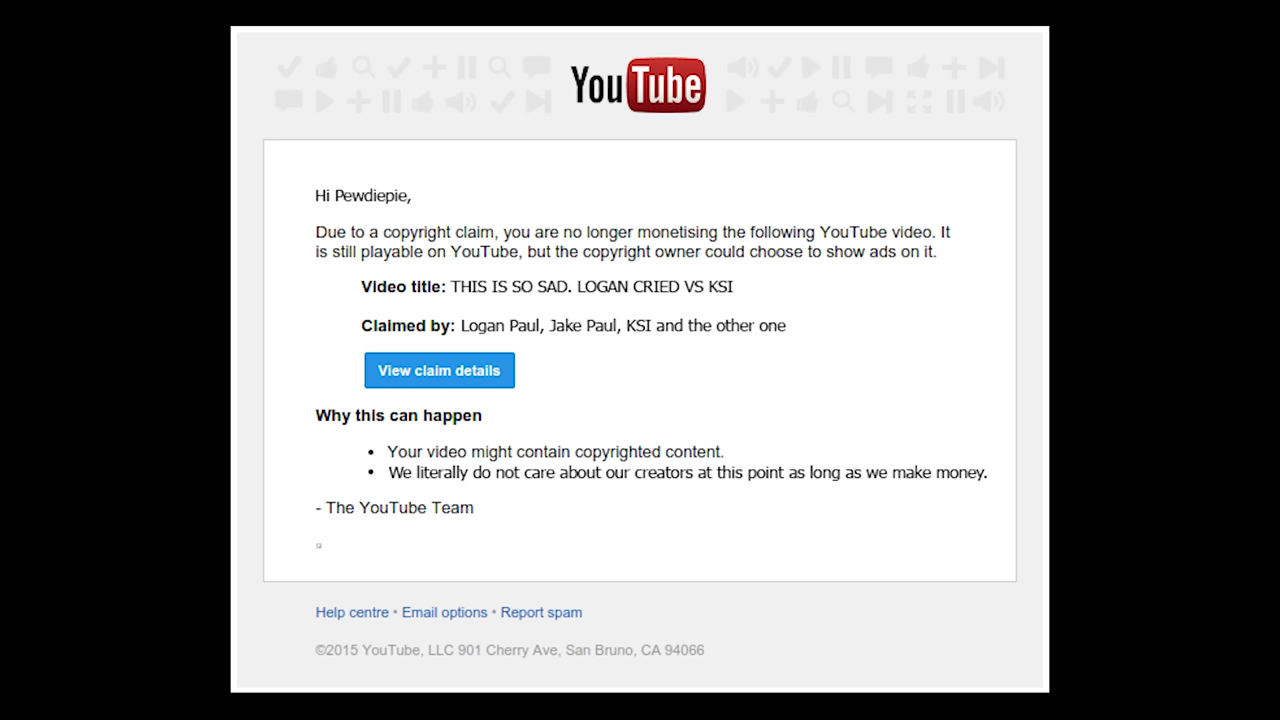 YouTube
Hi Pewdiepie,
Due to a copyright claim, you are no longer monetising the following YouTube video. It
is still playable on YouTube, but the copyright owner could choose to show ads on it.
Video title: THIS IS SO SAD. LOGAN CRIED VS KSI
Claimed by: Logan Paul, Jake Paul, KSI and the other one
View claim details
Why this can happen
• Your video might contain copyrighted content.
• We literally do not care about our creators at this point as long as we make money.
- The YouTube Team
Help centre • Email options • Report spam
©2015 YouTube, LLC 901 Cherry Ave, San Bruno, CA 94066